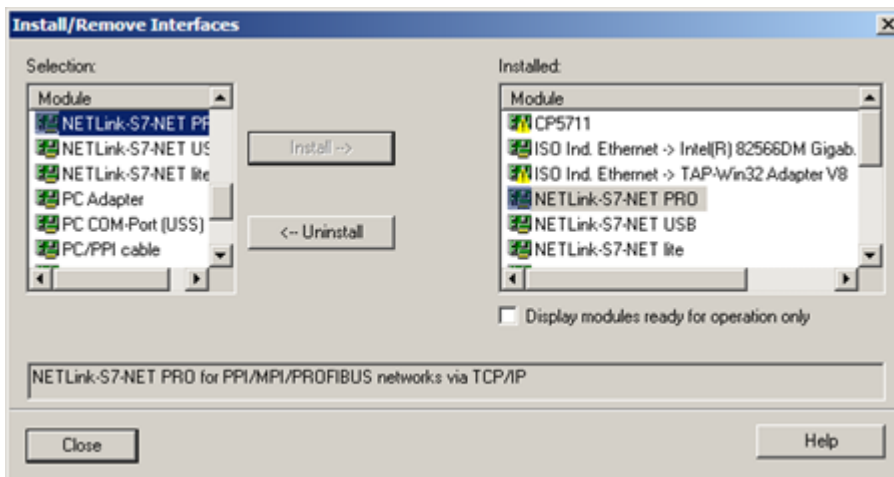 Install/Remove Interfaces
Selection:
Module
NETLink-S7-NET PR
NETLink-S7-NET US
NETLink-S7-NET lite
PC Adapter
PC COM-Port (USS)
PC/PPI cable
Install -->
<-- Uninstall
Installed:
Module
CP5711
ISO Ind. Ethernet -> Intel(R) 82566DM Gigab.
ISO Ind. Ethernet -> TAP-Win32 Adapter V8
NETLink-S7-NET PRO
NETLink-S7-NET USB
NETLink-S7-NET lite
Display modules ready for operation only
NETLink-S7-NET PRO for PPI/MPI/PROFIBUS networks via TCP/IP
Close
Help